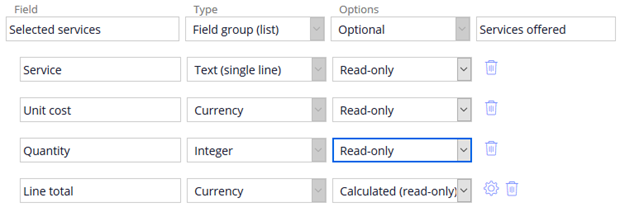 Field Type Options
Selected services Field group (list) Optional Services offered
Service Text (single line) Read-only
Unit cost Currency Read-only
Quantity Integer Read-only
Line total Currency Calculated (read-only)